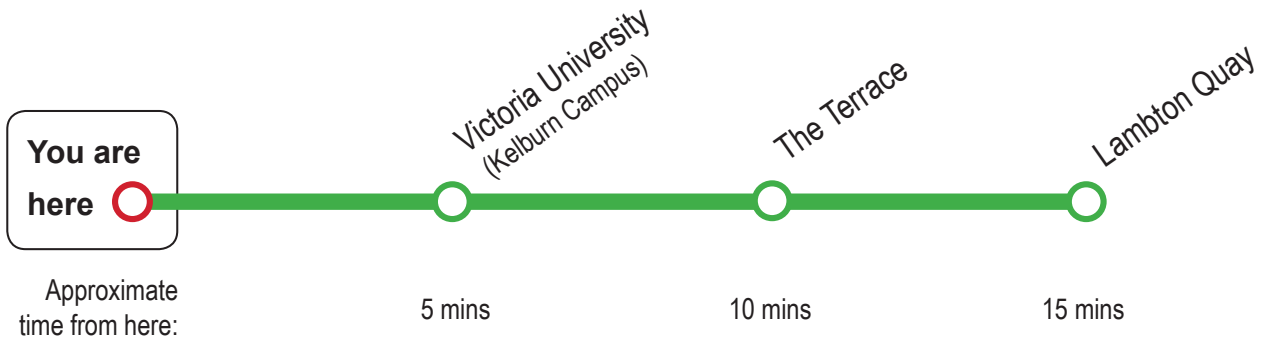 You are
here
Victoria University
(Kelburn Campus)
The Terrace
Lambton Quay
Approximate
time from here:
5 mins
10 mins
15 mins